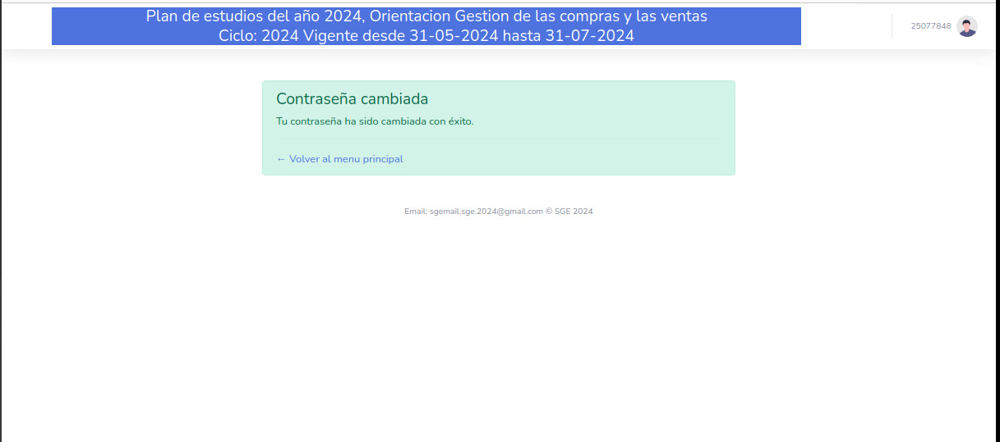 Plan de estudios del año 2024, Orientacion Gestion de las compras y las ventas
Ciclo: 2024 Vigente desde 31-05-2024 hasta 31-07-2024
25077848
Contraseña cambiada
Tu contraseña ha sido cambiada con éxito.
← Volver al menu principal
Email: sgemail.sge.2024@gmail.com © SGE 2024